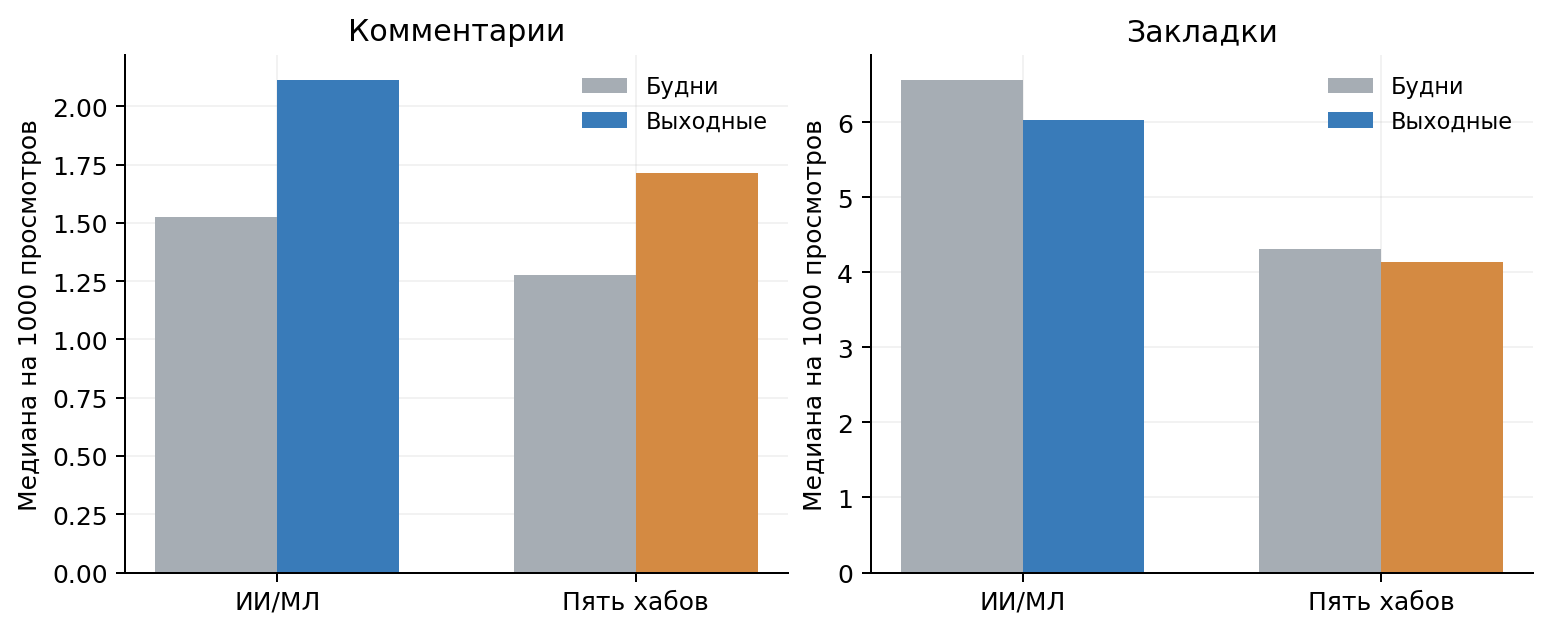 Комментарии
Медиана на 1000 просмотров
2.00
1.75
1.50
1.25
1.00
0.75
0.50
0.25
0.00
Будни
Выходные
ИИ/МЛ
Пять хабов
Закладки
Медиана на 1000 просмотров
6
5
4
3
2
1
0
Будни
Выходные
ИИ/МЛ
Пять хабов